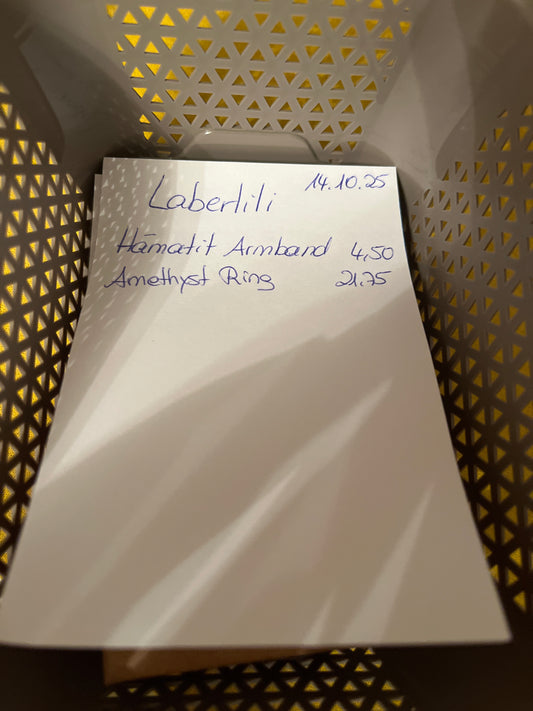 14.10.25
Laberlili
Hämatit Armband 4,50
Amethyst Ring 21,75